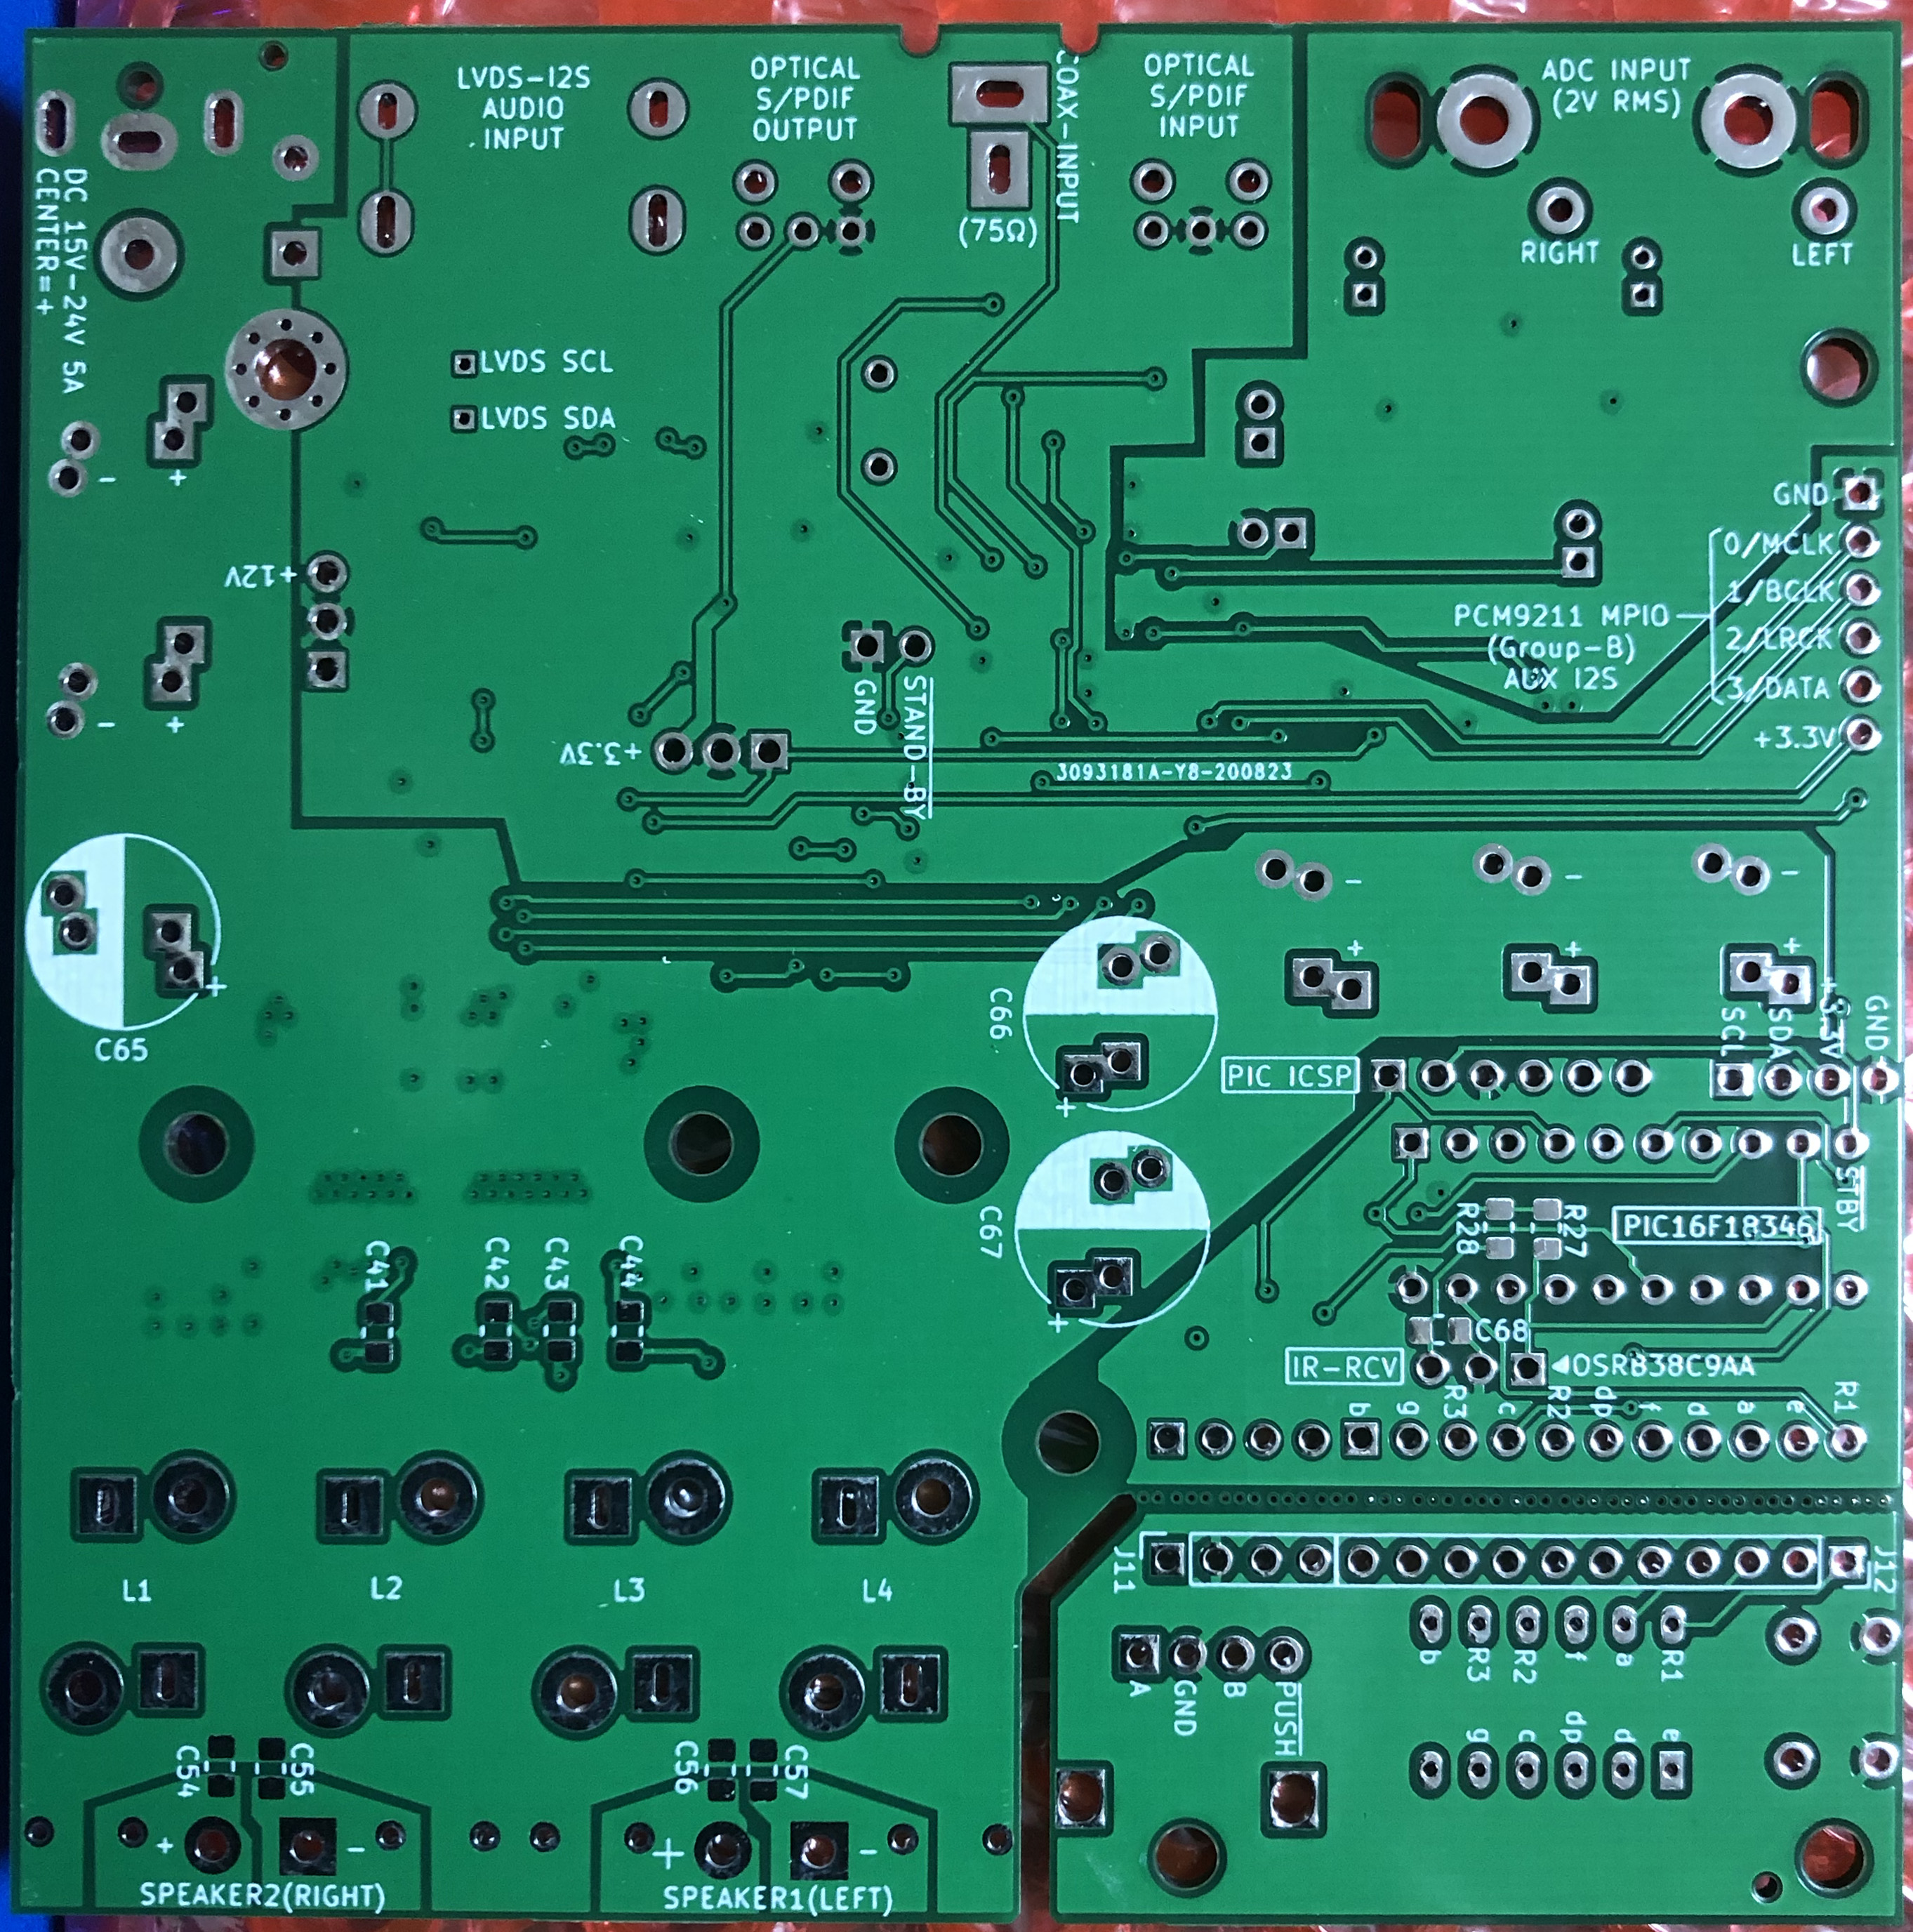 LVDS-I2S
AUDIO
INPUT
OPTICAL
S/PDIF
OUTPUT
COAX-INPUT
(75Ω)
OPTICAL
S/PDIF
INPUT
ADC INPUT
(2V RMS)
RIGHT
LEFT
DC 15V-24V 5A
CENTER=+
LVDS SCL
LVDS SDA
-
+
+12V
-
+
GND
0/MCLK
1/BCLK
2/LRCK
3/DATA
+3.3V
PCM9211 MPIO
(Group-B)
AUX I2S
GND
STAND-BY
+3.3V
3093181A-Y8-200823
-
-
-
+
+
+
+
C65
C66
+
C67
+
SCL
SDA
+3.3V
GND
PIC ICSP
STBY
R28
R27
PIC16F18346
C68
IR-RCV
OSRB38C9AA
b
g
R3
c
R2
dp
f
d
a
e
R1
C41
C42
C43
C44
L1
L2
L3
L4
J11
J12
A
GND
B
PUSH
b
R3
R2
f
a
R1
g
c
dp
d
e
C54
C55
C56
C57
+
-
+
-
SPEAKER2(RIGHT)
SPEAKER1(LEFT)